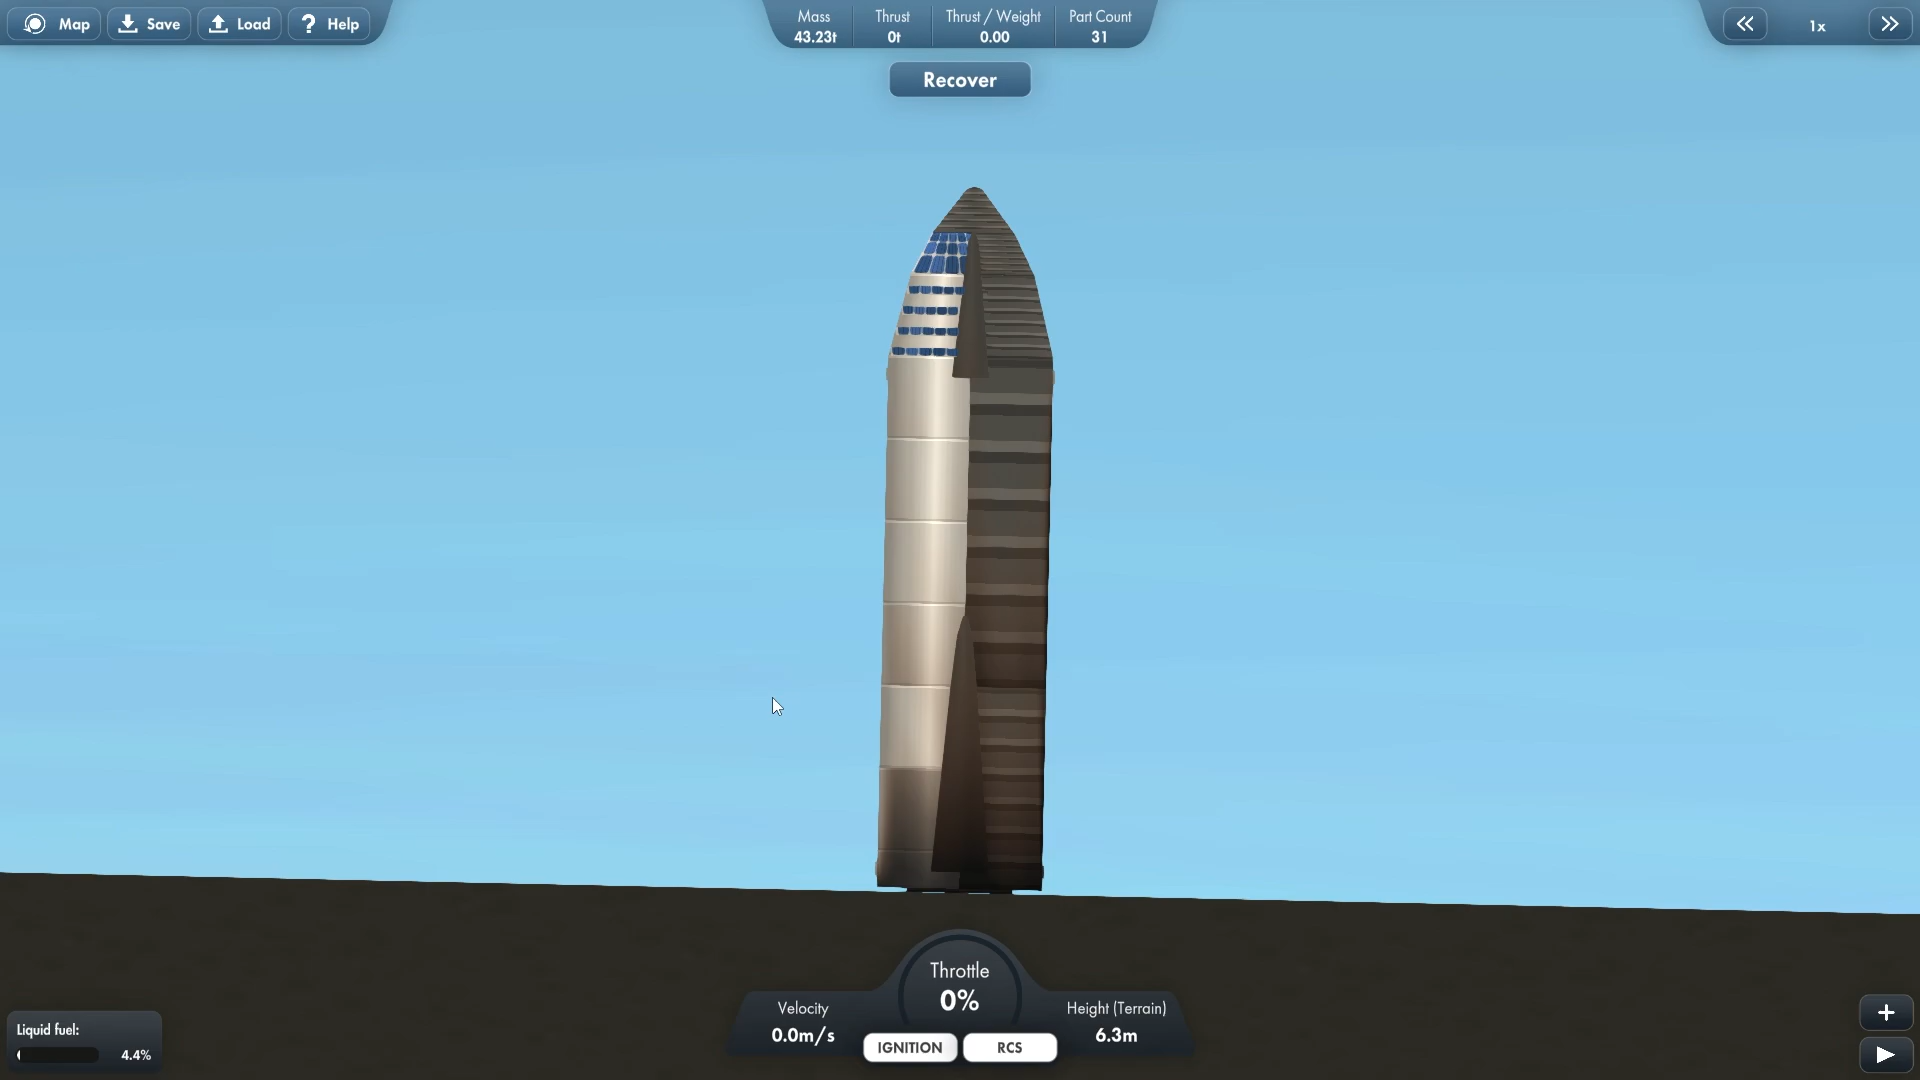 Map
Save
Load
? Help
Mass
43.23t
Thrust
0t
Thrust / Weight
0.00
Part Count
31
1x
Recover
Throttle
0%
Velocity
0.0m/s
Height (Terrain)
6.3m
IGNITION
RCS
Liquid fuel:
4.4%